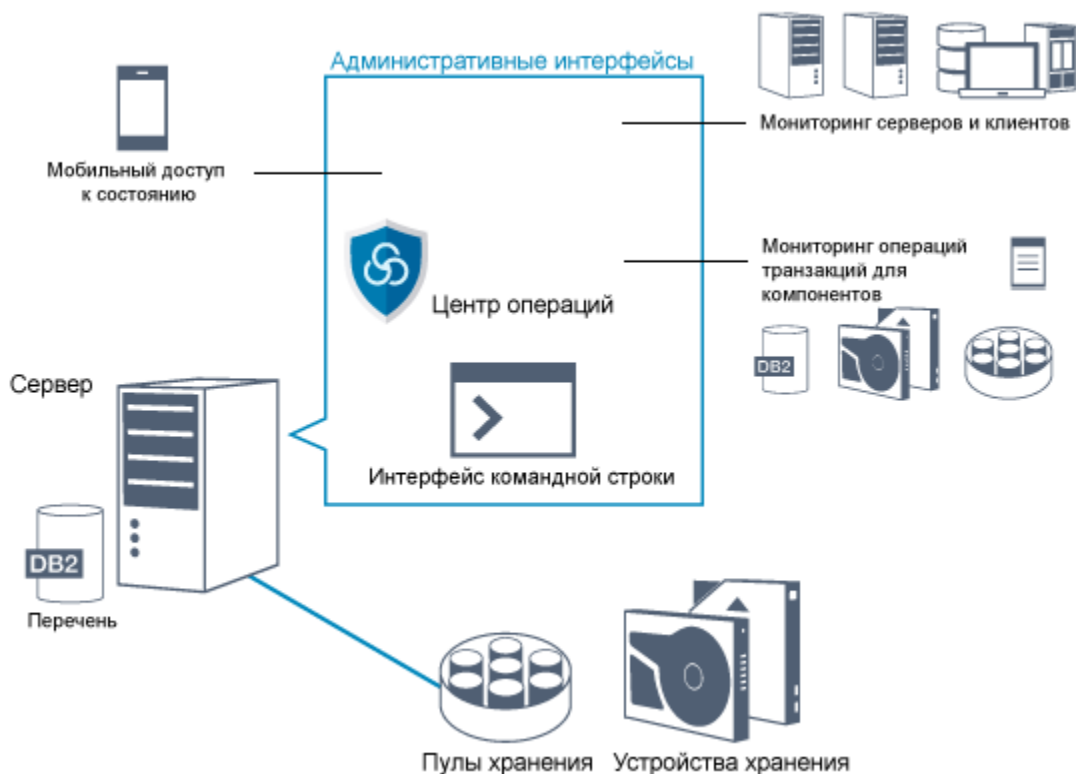 Административные интерфейсы
Мониторинг серверов и клиентов
Мобильный доступ
к состоянию
Мониторинг операций
транзакций для
компонентов
Центр операций
DB2
Сервер
Интерфейс командной строки
DB2
Перечень
Пулы хранения
Устройства хранения